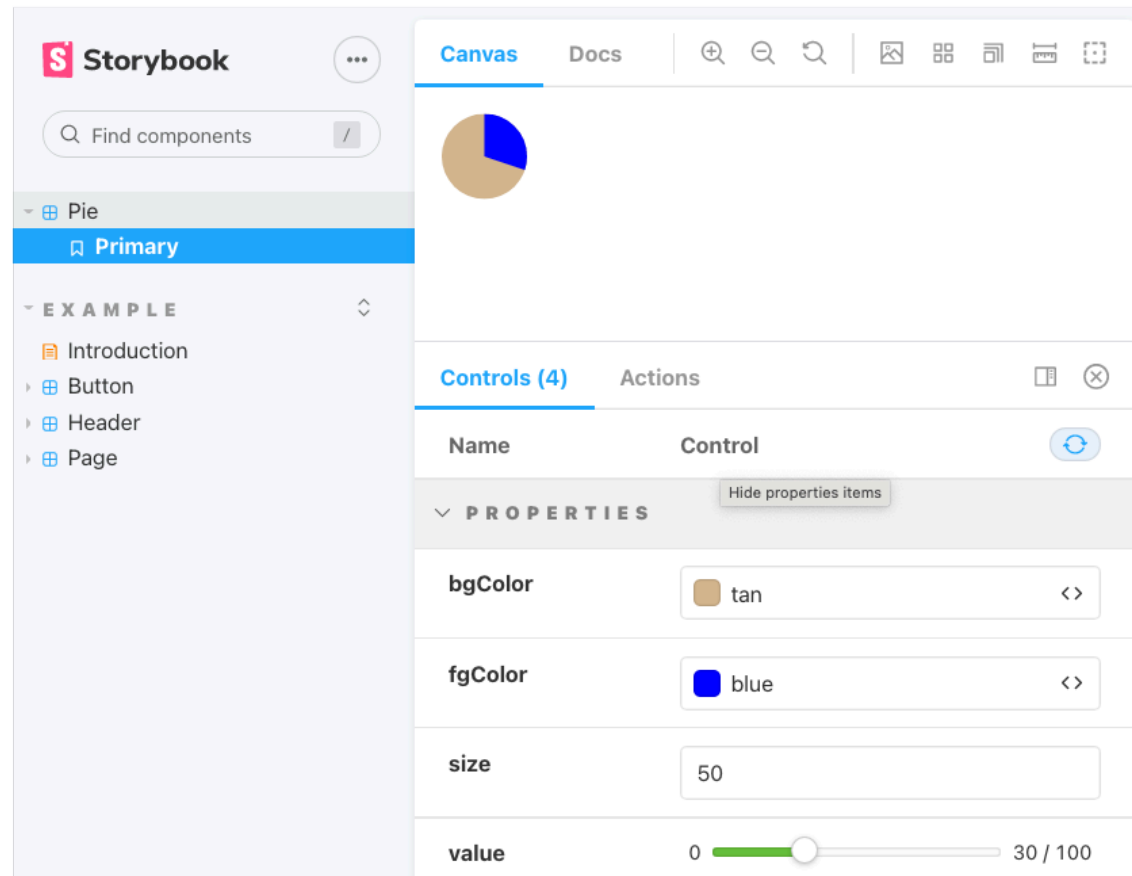 Storybook
Find components /
Pie
Primary
EXAMPLE
Introduction
Button
Header
Page
Canvas Docs
Controls (4) Actions
Name Control
Hide properties items
PROPERTIES
bgColor tan
fgColor blue
size 50
value 0 30 / 100